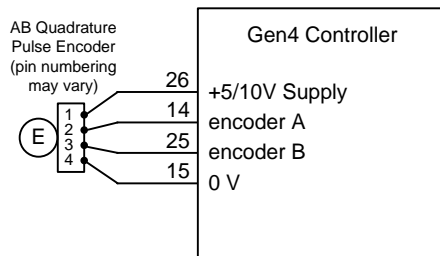 AB Quadrature
Pulse Encoder
(pin numbering
may vary)
Gen4 Controller
E
1
2
3
4
26 +5/10V Supply
14 encoder A
25 encoder B
15 0 V